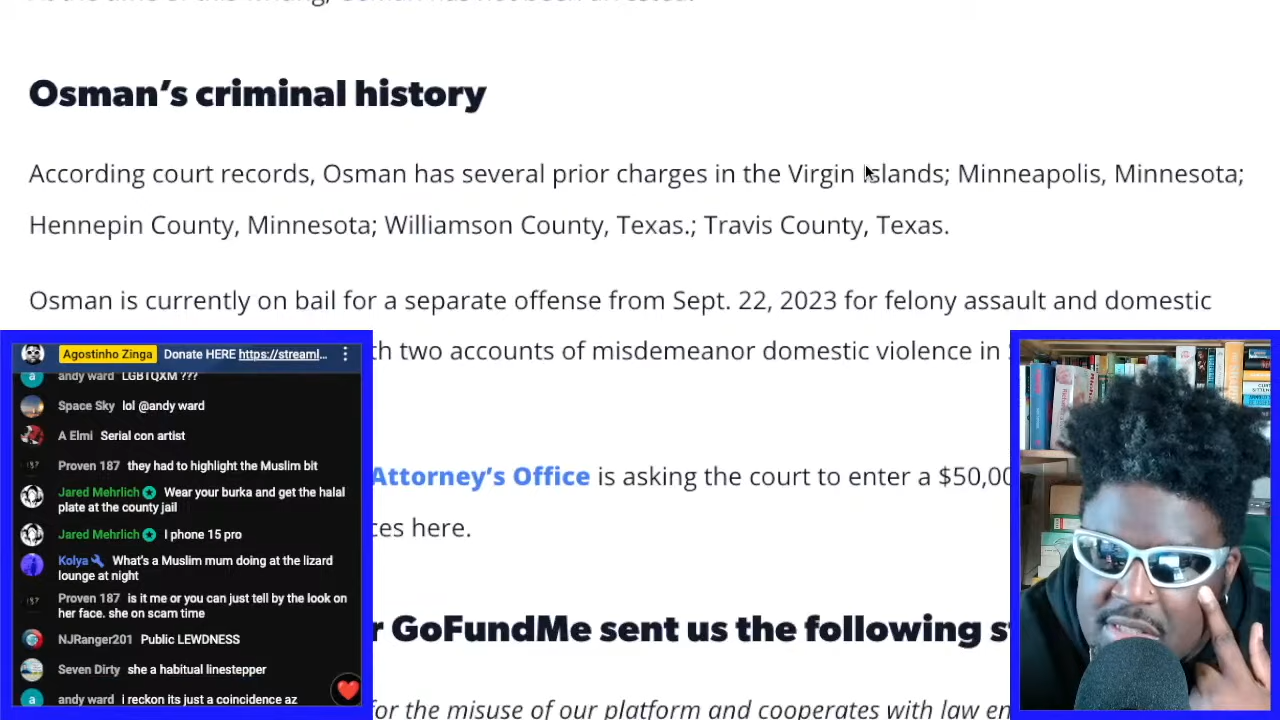 Osman's criminal history
According court records, Osman has several prior charges in the Virgin Islands; Minneapolis, Minnesota;
Hennepin County, Minnesota; Williamson County, Texas.; Travis County, Texas.
Osman is currently on bail for a separate offense from Sept. 22, 2023 for felony assault and domestic
th two accounts of misdemeanor domestic violence in
Attorney's Office is asking the court to enter a $50,00
ces here.
r GoFundMe sent us the following
for the misuse of our platform and cooperates with law en
Agostinho Zinga Donate HERE https://streaml...
andy ward LGBTQXM ???
Space Sky lol @andy ward
A Elmi Serial con artist
Proven 187 they had to highlight the Muslim bit
Jared Mehrlich Wear your burka and get the halal
plate at the county jail
Jared Mehrlich I phone 15 pro
Kolya What's a Muslim mum doing at the lizard
lounge at night
Proven 187 is it me or you can just tell by the look on
her face. she on scam time
NJRanger201 Public LEWDNESS
Seven Dirty she a habitual linestepper
andy ward i reckon its just a coincidence az